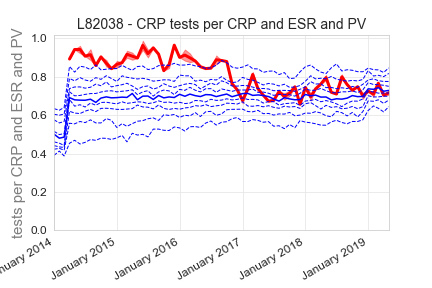 L82038 - CRP tests per CRP and ESR and PV
tests per CRP and ESR and PV
1.0
0.8
0.6
0.4
0.2
0.0
2014
January 2015
January 2016
January 2017
January 2018
January 2019